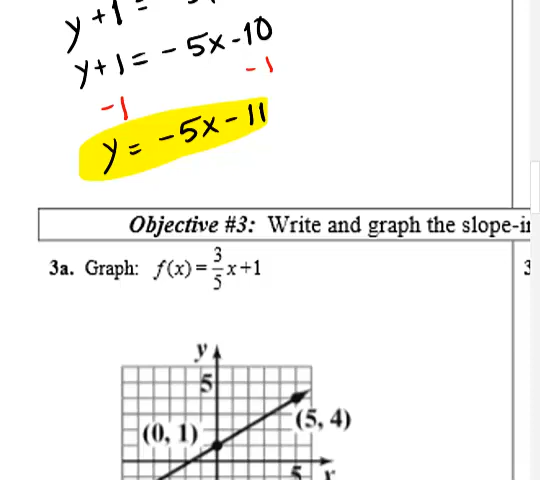 y+1=
y+1=-5x-10
-1 -1
y=-5x-11
Objective #3: Write and graph the
3a. Graph: f(x)=3/5x+1
y
5
(5, 4)
(0, 1)
5 x